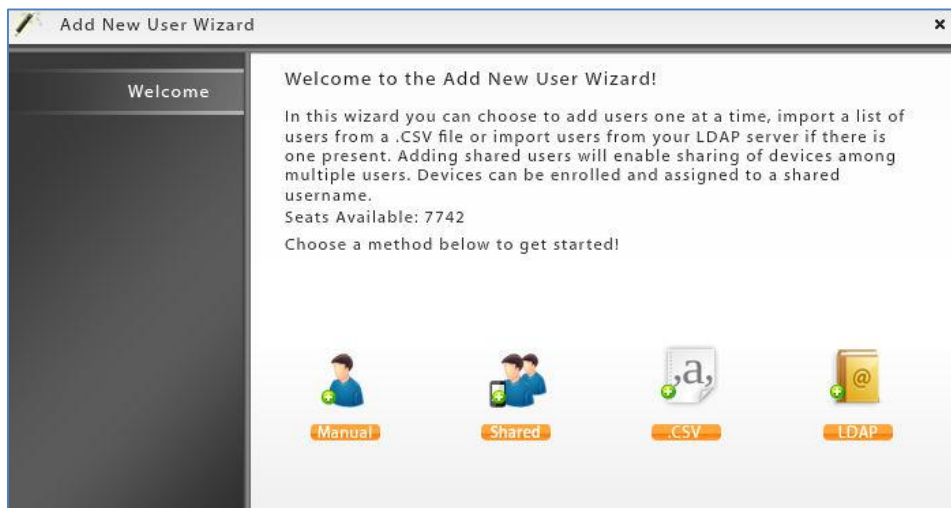 Add New User Wizard
Welcome
Welcome to the Add New User Wizard!
In this wizard you can choose to add users one at a time, import a list of
users from a .CSV file or import users from your LDAP server if there is
one present. Adding shared users will enable sharing of devices among
multiple users. Devices can be enrolled and assigned to a shared
username.
Seats Available: 7742
Choose a method below to get started!
,a,
@
Manual
Shared
.CSV
LDAP